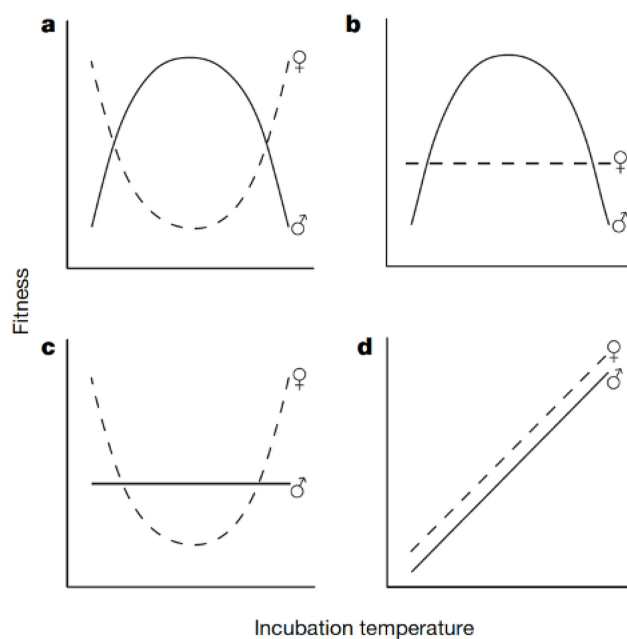 a
♀
♂
b
♀
♂
Fitness
c
♀
♂
d
♀
♂
Incubation temperature